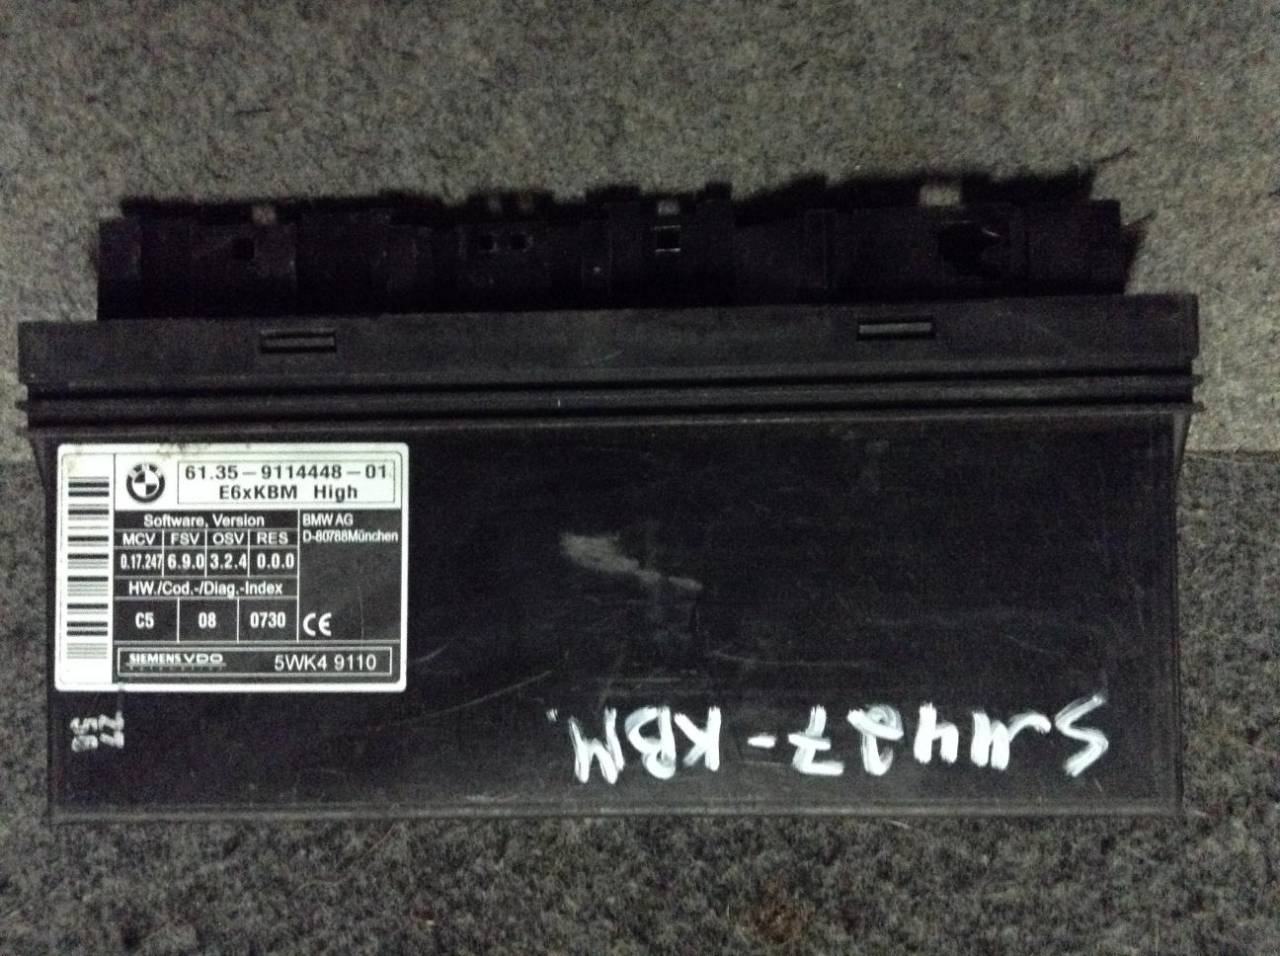 61.35-9114448-01
E6xKBM High
Software, Version
MCV FSV OSV RES
0.17.247 6.9.0 3.2.4 0.0.0
HW./Cod.-/Diag.-Index
C5 08 0730
BMW AG
D-80788München
CE
SIEMENS VDO
5WK4 9110